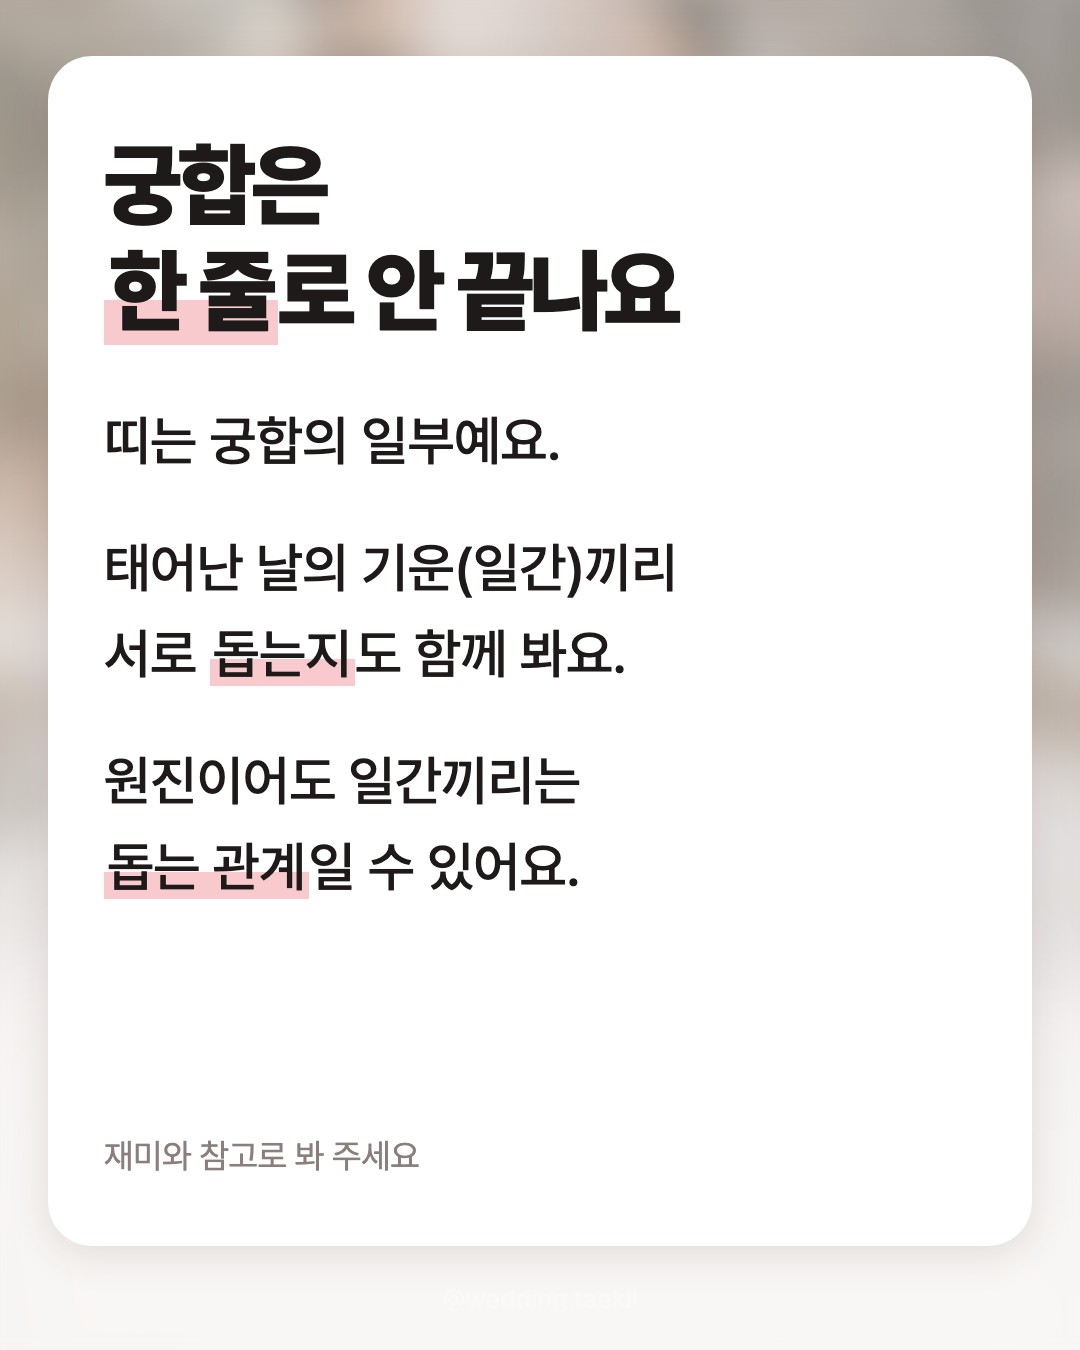 궁합은
한 줄로 안 끝나요
띠는 궁합의 일부예요.
태어난 날의 기운(일간)끼리
서로 돕는지도 함께 봐요.
원진이어도 일간끼리는
돕는 관계일 수 있어요.
재미와 참고로 봐 주세요